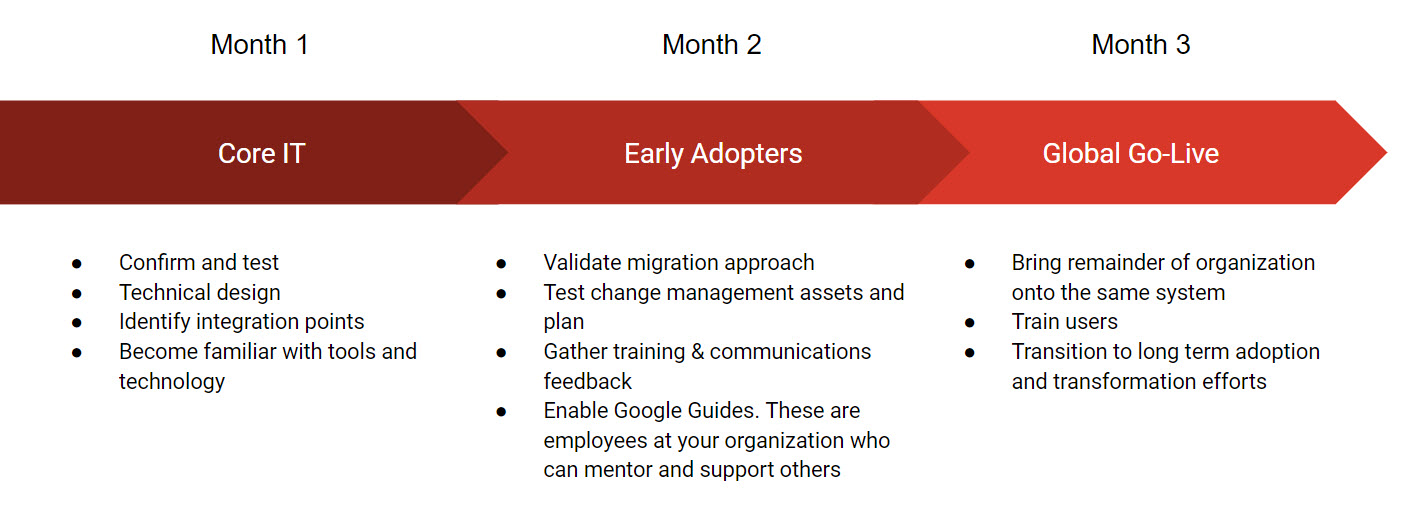 Month 1
Month 2
Month 3
Core IT
Early Adopters
Global Go-Live
● Confirm and test
● Technical design
● Identify integration points
● Become familiar with tools and
technology
● Validate migration approach
● Test change management assets and
plan
● Gather training & communications
feedback
● Enable Google Guides. These are
employees at your organization who
can mentor and support others
● Bring remainder of organization
onto the same system
● Train users
● Transition to long term adoption
and transformation efforts